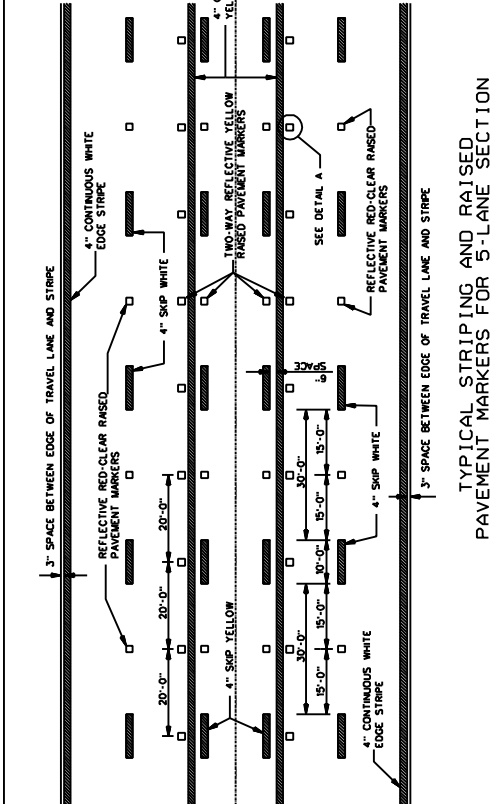 3" SPACE BETWEEN EDGE OF TRAVEL LANE AND STRIPE
4" CONTINUOUS WHITE
EDGE STRIPE
REFLECTIVE RED-CLEAR RAISED
PAVEMENT MARKERS
4" SKIP WHITE
20'-0"
20'-0"
20'-0"
4" SKIP YELLOW
TWO-WAY REFLECTIVE YELLOW
RAISED PAVEMENT MARKERS
6"
SPACE
SEE DETAIL A
30'-0"
30'-0"
15'-0"
15'-0"
10'-0"
15'-0"
15'-0"
4" SKIP WHITE
REFLECTIVE RED-CLEAR RAISED
PAVEMENT MARKERS
4" CONTINUOUS WHITE
EDGE STRIPE
3" SPACE BETWEEN EDGE OF TRAVEL LANE AND STRIPE
TYPICAL STRIPING AND RAISED
PAVEMENT MARKERS FOR 5-LANE SECTION